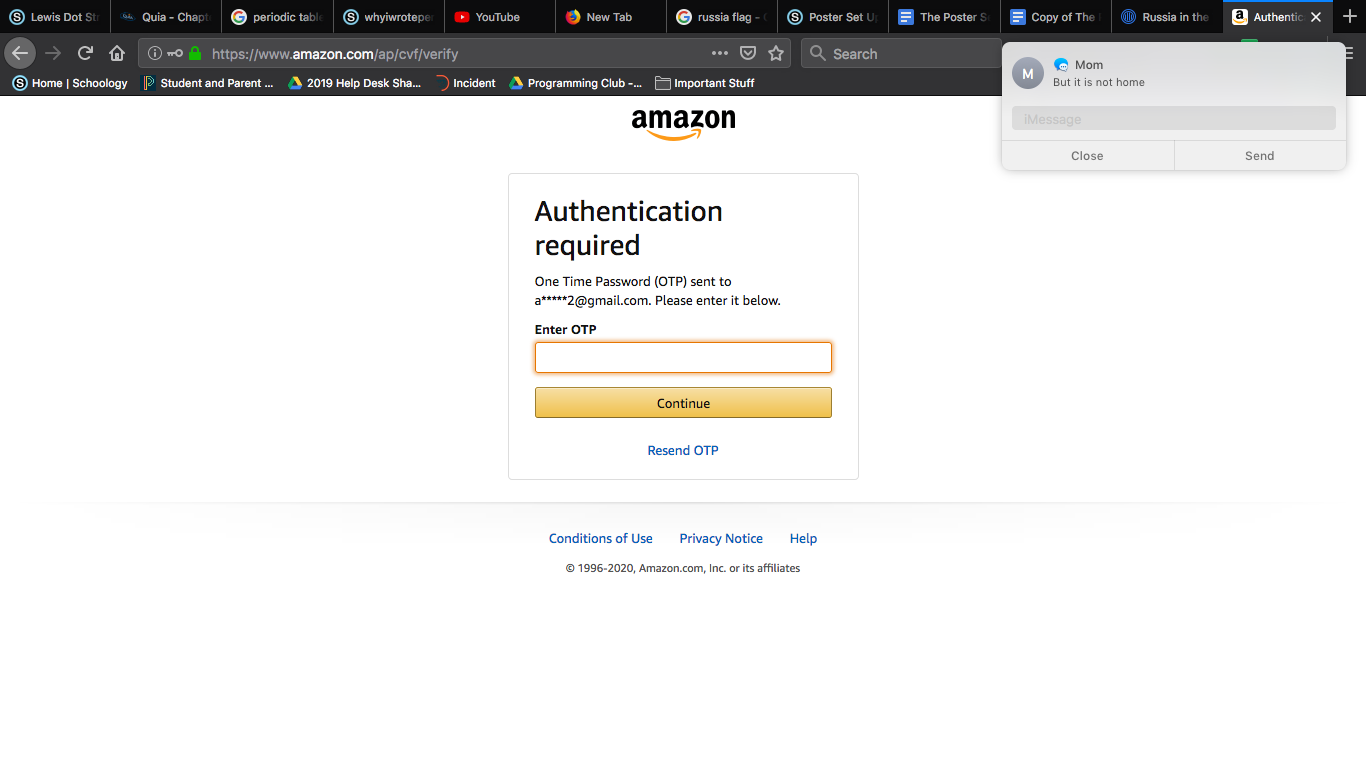 Lewis Dot Str
Quia - Chapt
periodic table
whyiwroteper
YouTube
New Tab
russia flag - G
Poster Set Up
The Poster Se
Copy of The
Russia in the
Authentic
https://www.amazon.com/ap/cvf/verify
Search
Home | Schoology
Student and Parent ...
2019 Help Desk Sha...
Incident
Programming Club -...
Important Stuff
M
Mom
But it is not home
iMessage
Close
Send
amazon
Authentication
required
One Time Password (OTP) sent to
a*****2@gmail.com. Please enter it below.
Enter OTP
Continue
Resend OTP
Conditions of Use
Privacy Notice
Help
© 1996-2020, Amazon.com, Inc. or its affiliates